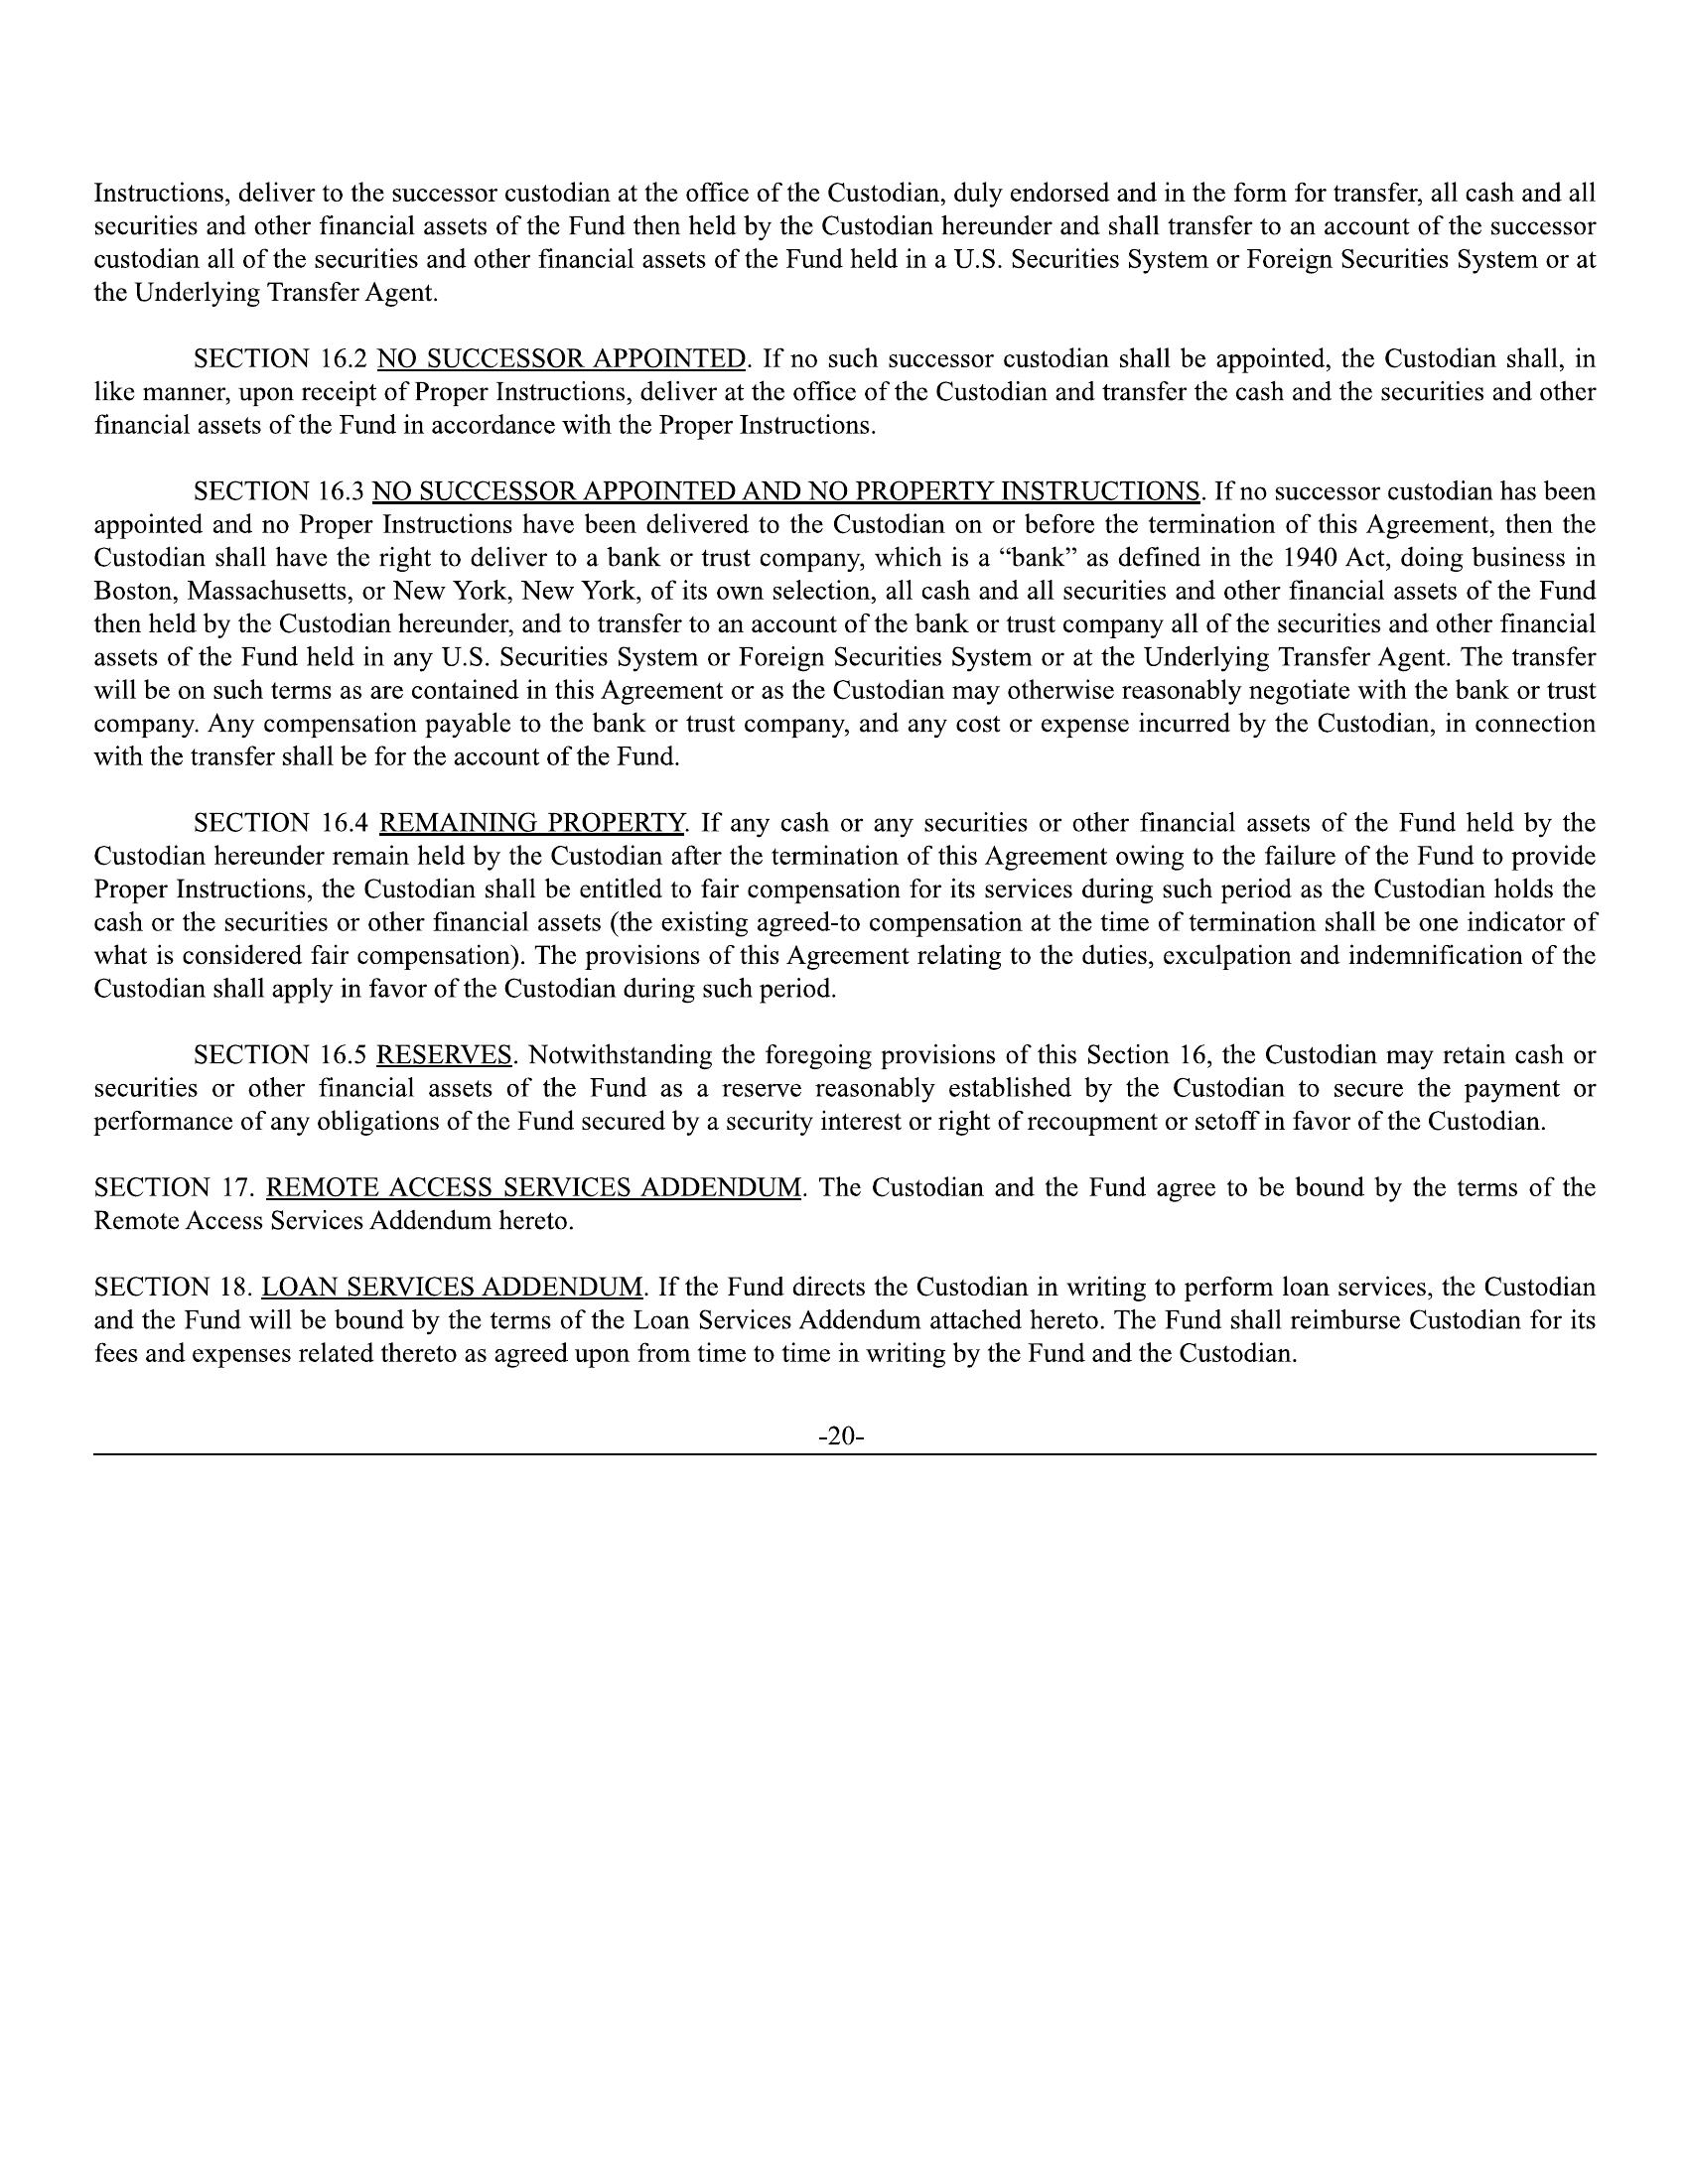 Instructions, deliver to the successor custodian at the office of the Custodian, duly endorsed and in the form for transfer, all cash and all
securities and other financial assets of the Fund then held by the Custodian hereunder and shall transfer to an account of the successor
custodian all of the securities and other financial assets of the Fund held in a U.S. Securities System or Foreign Securities System or at
the Underlying Transfer Agent.
SECTION 16.2 NO SUCCESSOR APPOINTED. If no such successor custodian shall be appointed, the Custodian shall, in
like manner, upon receipt of Proper Instructions, deliver at the office of the Custodian and transfer the cash and the securities and other
financial assets of the Fund in accordance with the Proper Instructions.
SECTION 16.3 NO SUCCESSOR APPOINTED AND NO PROPERTY INSTRUCTIONS. If no successor custodian has been
appointed and no Proper Instructions have been delivered to the Custodian on or before the termination of this Agreement, then the
Custodian shall have the right to deliver to a bank or trust company, which is a “bank” as defined in the 1940 Act, doing business in
Boston, Massachusetts, or New York, New York, of its own selection, all cash and all securities and other financial assets of the Fund
then held by the Custodian hereunder, and to transfer to an account of the bank or trust company all of the securities and other financial
assets of the Fund held in any U.S. Securities System or Foreign Securities System or at the Underlying Transfer Agent. The transfer
will be on such terms as are contained in this Agreement or as the Custodian may otherwise reasonably negotiate with the bank or trust
company. Any compensation payable to the bank or trust company, and any cost or expense incurred by the Custodian, in connection
with the transfer shall be for the account of the Fund.
SECTION 16.4 REMAINING PROPERTY. If any cash or any securities or other financial assets of the Fund held by the
Custodian hereunder remain held by the Custodian after the termination of this Agreement owing to the failure of the Fund to provide
Proper Instructions, the Custodian shall be entitled to fair compensation for its services during such period as the Custodian holds the
cash or the securities or other financial assets (the existing agreed-to compensation at the time of termination shall be one indicator of
what is considered fair compensation). The provisions of this Agreement relating to the duties, exculpation and indemnification of the
Custodian shall apply in favor of the Custodian during such period.
SECTION 16.5 RESERVES. Notwithstanding the foregoing provisions of this Section 16, the Custodian may retain cash or
securities or other financial assets of the Fund as a reserve reasonably established by the Custodian to secure the payment or
performance of any obligations of the Fund secured by a security interest or right of recoupment or setoff in favor of the Custodian.
SECTION 17. REMOTE ACCESS SERVICES ADDENDUM. The Custodian and the Fund agree to be bound by the terms of the
Remote Access Services Addendum hereto.
SECTION 18. LOAN SERVICES ADDENDUM. If the Fund directs the Custodian in writing to perform loan services, the Custodian
and the Fund will be bound by the terms of the Loan Services Addendum attached hereto. The Fund shall reimburse Custodian for its
fees and expenses related thereto as agreed upon from time to time in writing by the Fund and the Custodian.
-20-